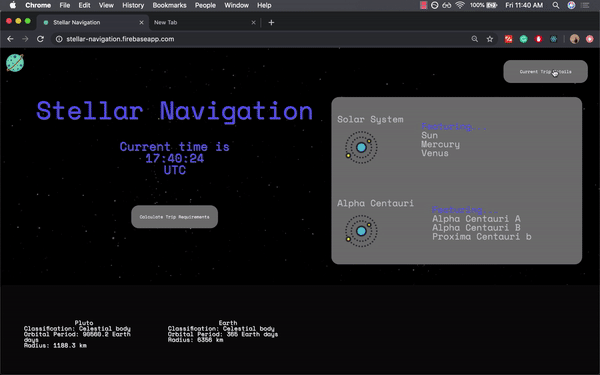 Chrome File Edit View History Bookmarks People Window Help 100% Fri 11:40 AM
Stellar Navigation New Tab
stellar-navigation.firebaseapp.com
Current Trip Details
Stellar Navigation
Current time is
17:40:24
UTC
Calculate Trip Requirements
Solar System
Featuring...
Sun
Mercury
Venus
Alpha Centauri
Featuring...
Alpha Centauri A
Alpha Centauri B
Proxima Centauri b
Pluto
Classification: Celestial body
Orbital Period: 90560.2 Earth
days
Radius: 1188.3 km
Earth
Classification: Celestial body
Orbital Period: 365 Earth days
Radius: 6356 km